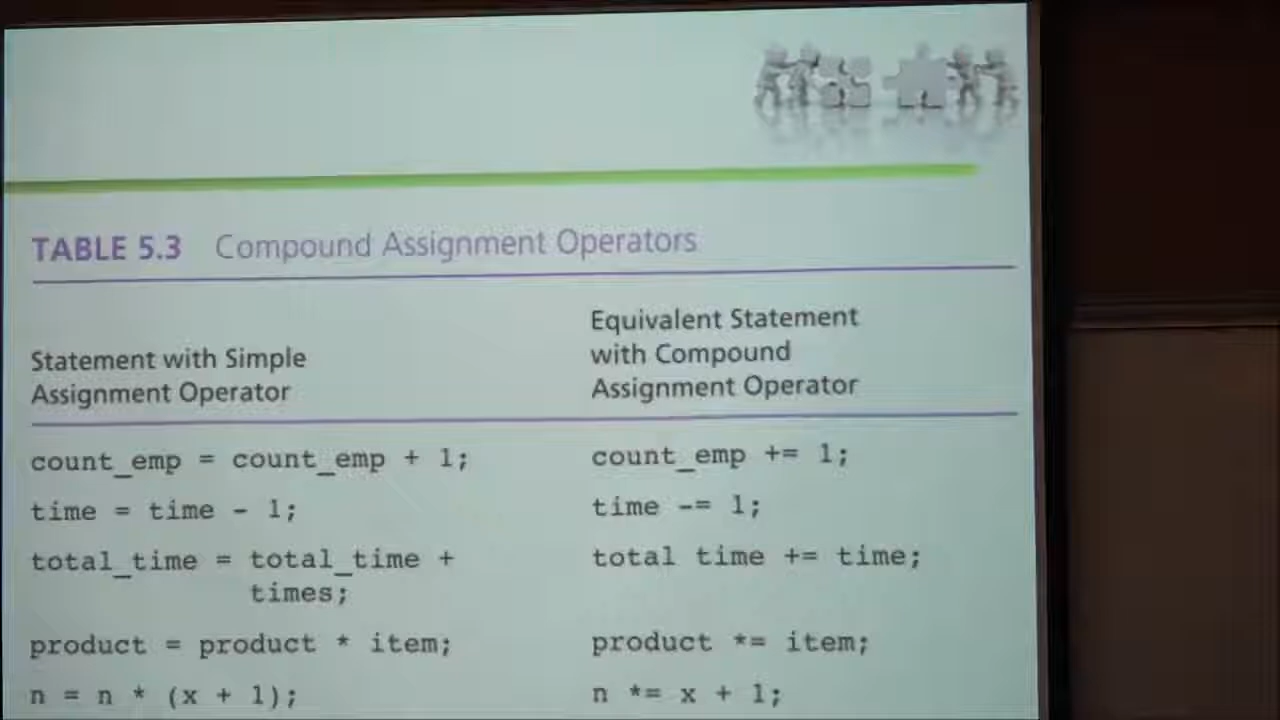 TABLE 5.3 Compound Assignment Operators
Statement with Simple
Assignment Operator
Equivalent Statement
with Compound
Assignment Operator
count_emp = count_emp + 1; count_emp += 1;
time = time - 1; time -= 1;
total_time = total_time + total time += time;
times;
product = product * item; product *= item;
n = n * (x + 1); n *= x + 1;